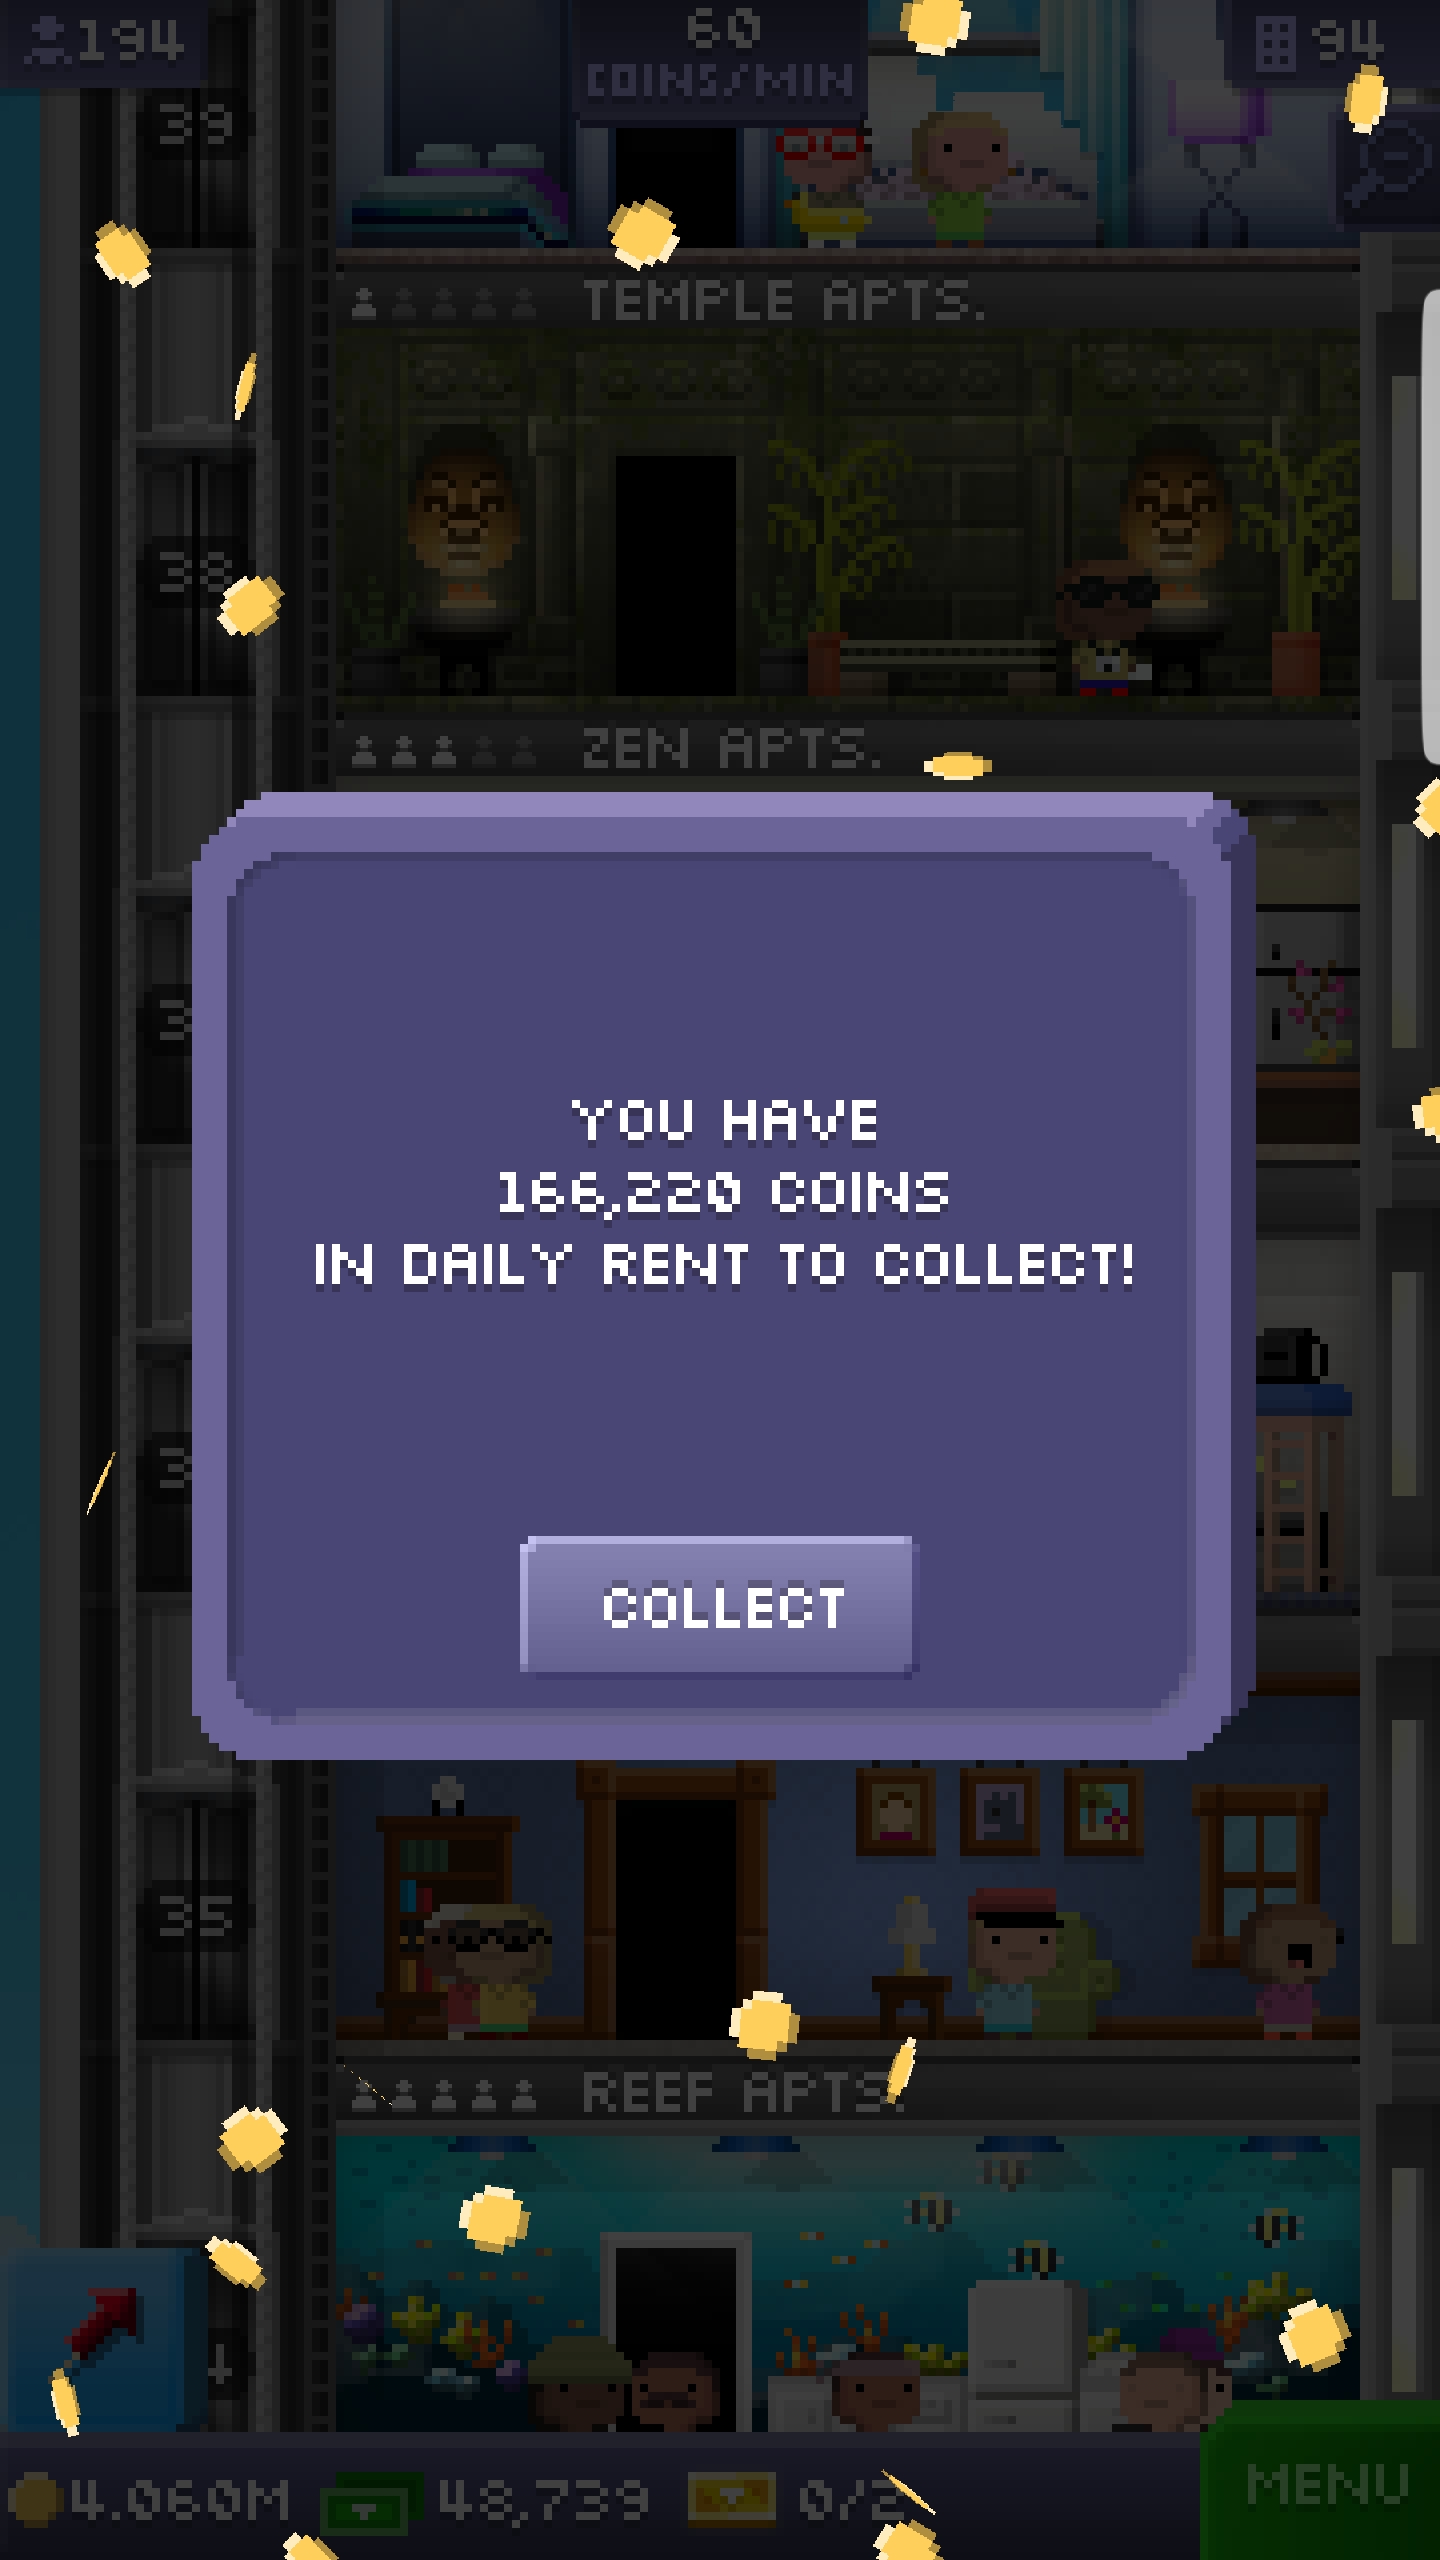 194
60
COINS/MIN
94
39
TEMPLE APTS.
38
ZEN APTS.
YOU HAVE
166,220 COINS
IN DAILY RENT TO COLLECT!
COLLECT
35
REEF APTS.
4.060M
48,739
0/2
MENU